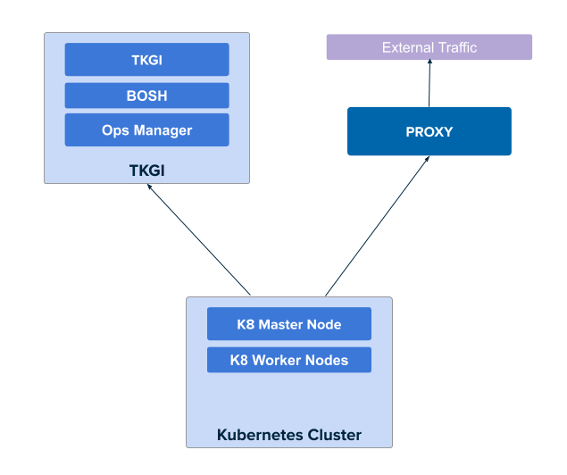 TKGI
BOSH
Ops Manager
TKGI
External Traffic
PROXY
K8 Master Node
K8 Worker Nodes
Kubernetes Cluster